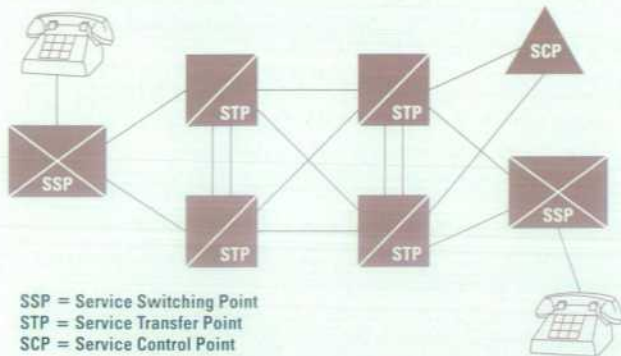 SCP
STP
STP
SSP
SSP
STP
STP
SSP = Service Switching Point
STP = Service Transfer Point
SCP = Service Control Point